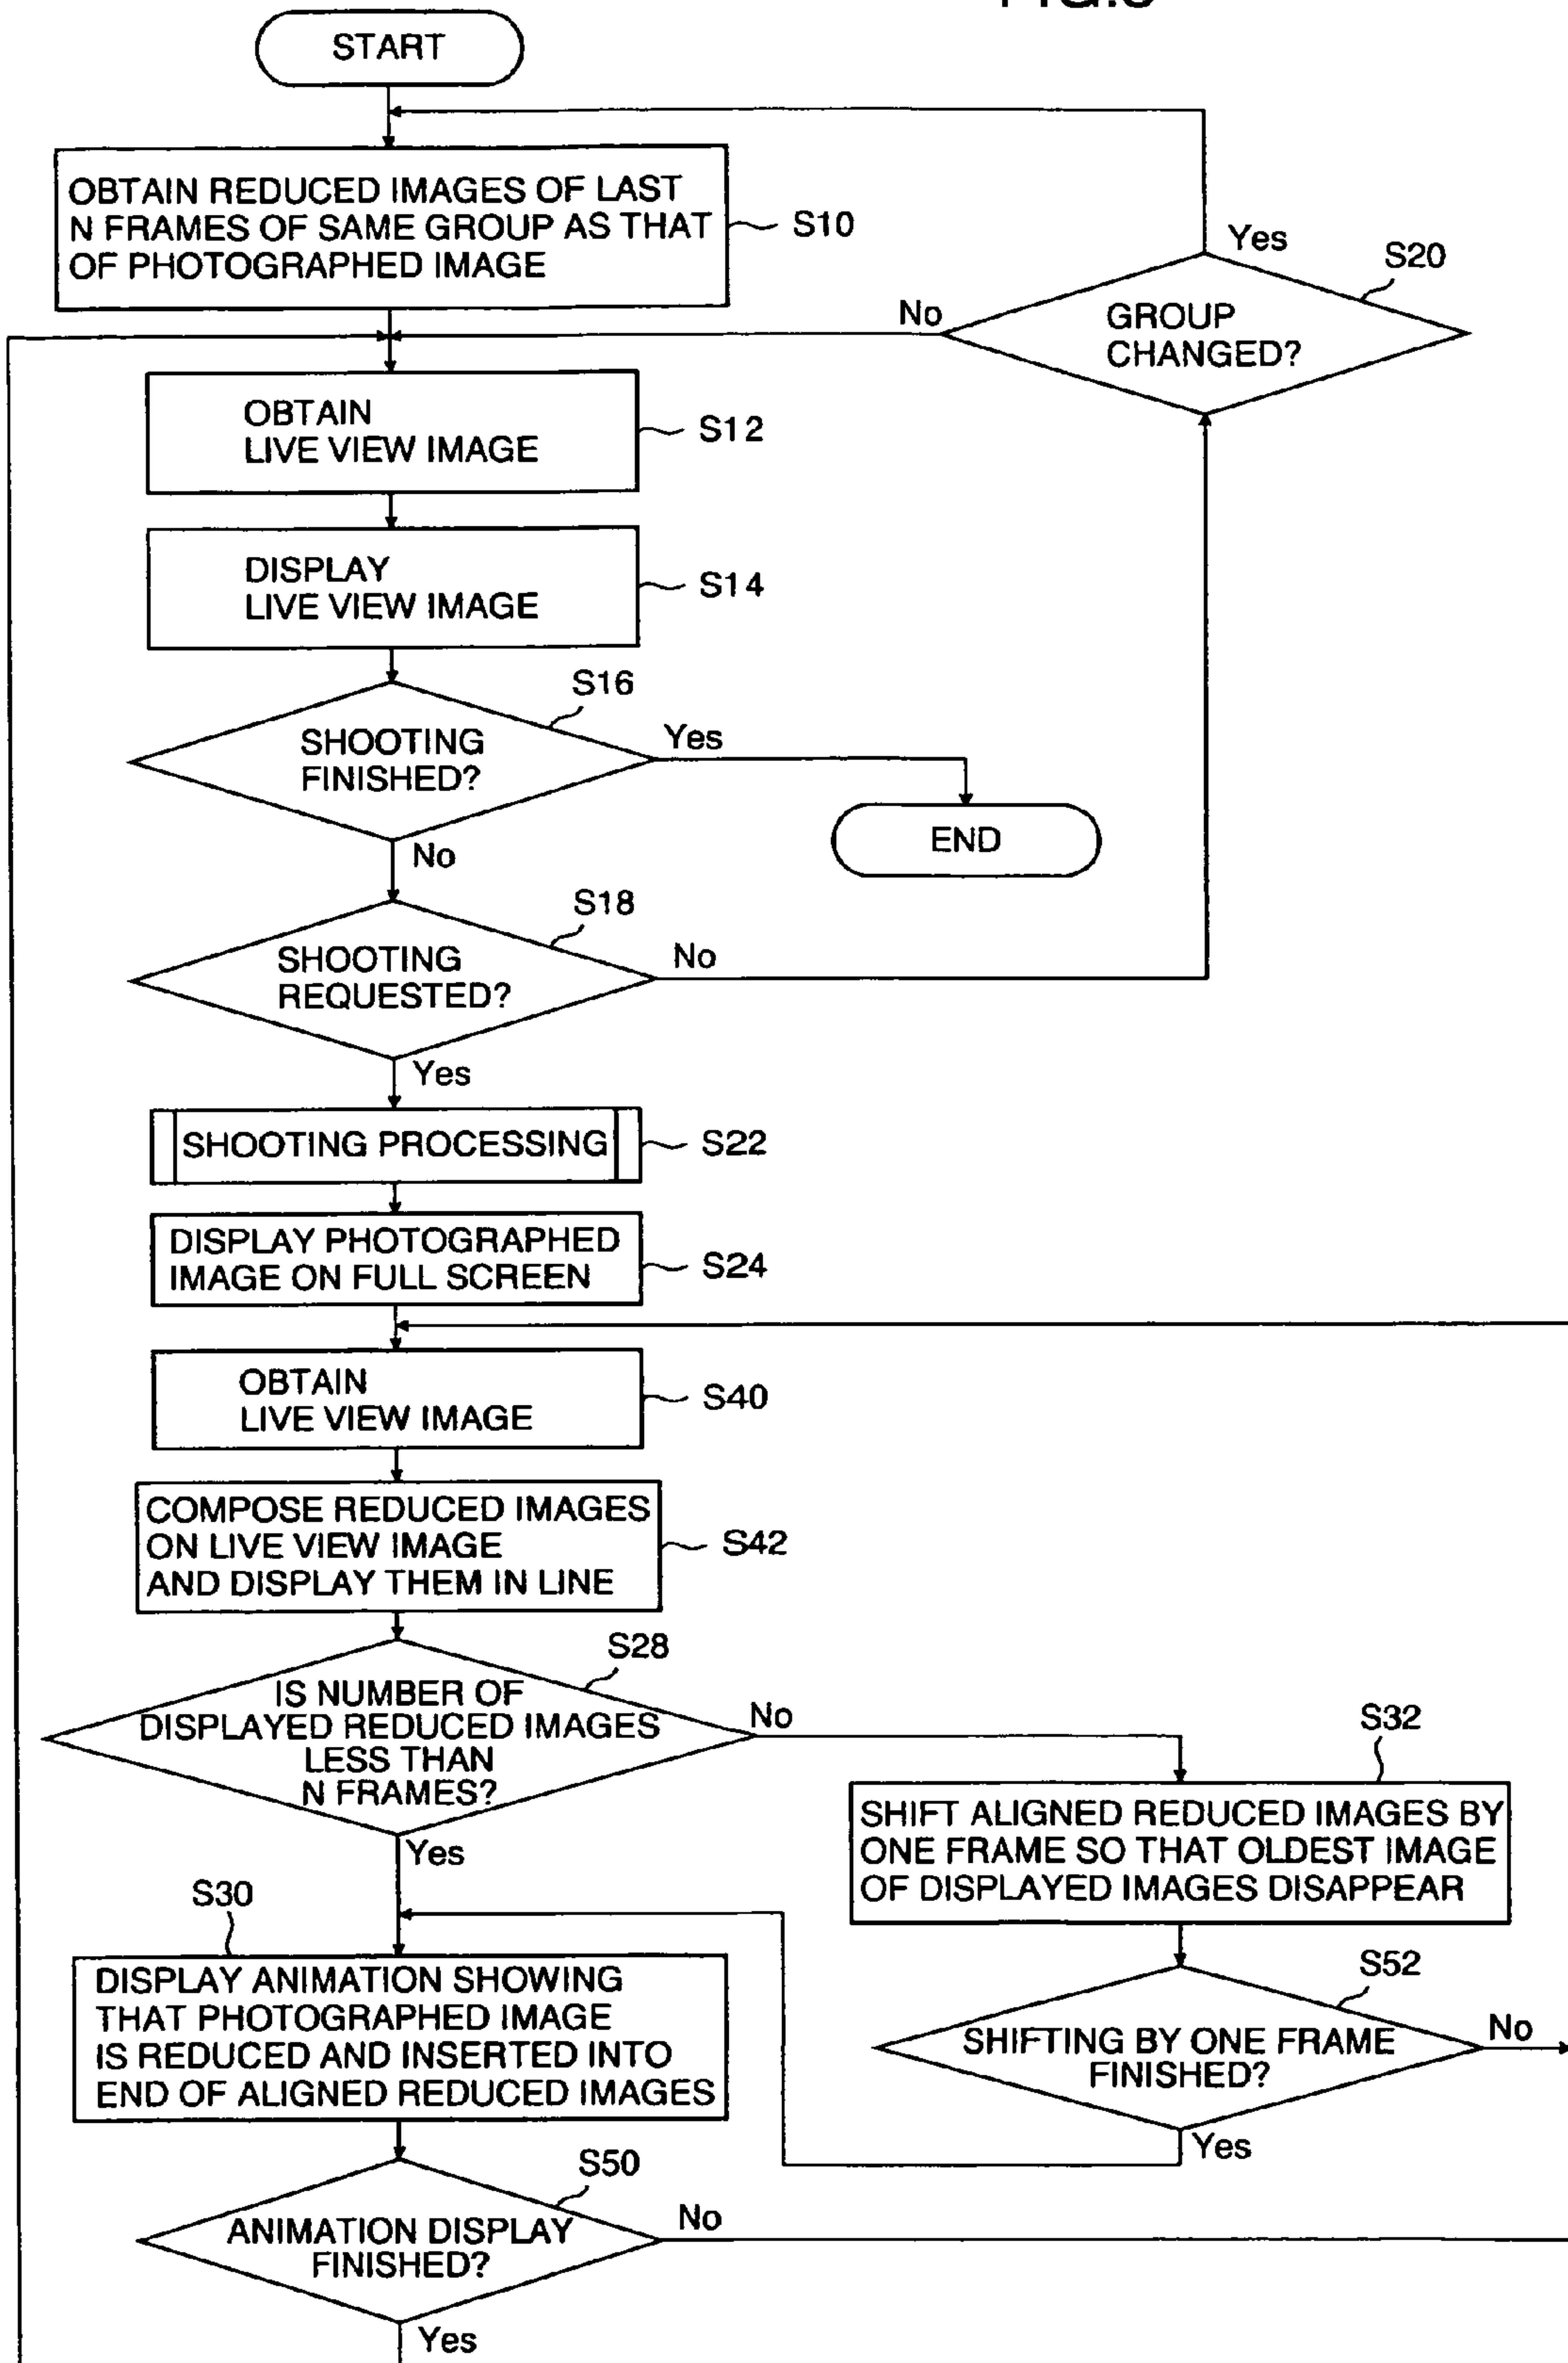 START
OBTAIN REDUCED IMAGES OF LAST
N FRAMES OF SAME GROUP AS THAT
OF PHOTOGRAPHED IMAGE
S10
Yes
S20
GROUP
CHANGED?
No
OBTAIN
LIVE VIEW IMAGE
S12
DISPLAY
LIVE VIEW IMAGE
S14
S16
SHOOTING
FINISHED?
Yes
END
No
S18
SHOOTING
REQUESTED?
No
Yes
SHOOTING PROCESSING
S22
DISPLAY PHOTOGRAPHED
IMAGE ON FULL SCREEN
S24
OBTAIN
LIVE VIEW IMAGE
S40
COMPOSE REDUCED IMAGES
ON LIVE VIEW IMAGE
AND DISPLAY THEM IN LINE
S42
S28
IS NUMBER OF
DISPLAYED REDUCED IMAGES
LESS THAN
N FRAMES?
No
Yes
S32
SHIFT ALIGNED REDUCED IMAGES BY
ONE FRAME SO THAT OLDEST IMAGE
OF DISPLAYED IMAGES DISAPPEAR
S30
DISPLAY ANIMATION SHOWING
THAT PHOTOGRAPHED IMAGE
IS REDUCED AND INSERTED INTO
END OF ALIGNED REDUCED IMAGES
S52
SHIFTING BY ONE FRAME
FINISHED?
No
Yes
S50
ANIMATION DISPLAY
FINISHED?
No
Yes